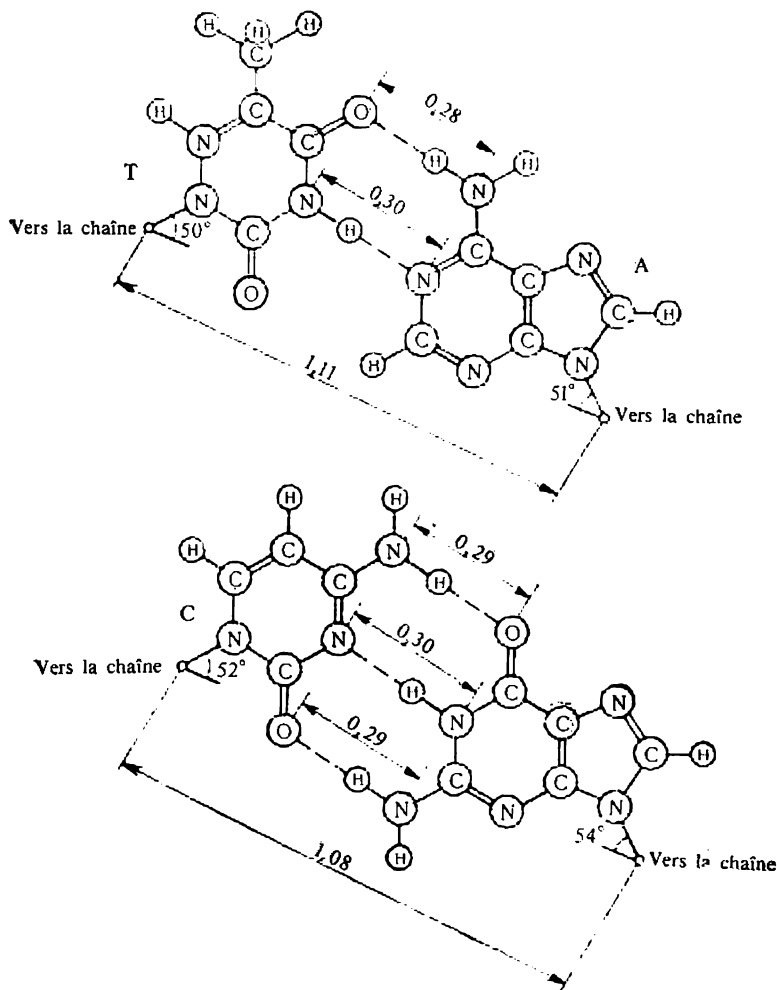 H H H
C
H N C C O
0,28
H H
N
T
N C N H
0,30
Vers la chaîne
50°
O
N C C N
A
C C N C H
H N
1,11
51°
Vers la chaîne
H H
H C C N
0,29
C H
O
C
N C N
0,30
Vers la chaîne
52°
H N C C N
O
0,29
C H
H N C N C N
H
54°
1,08
Vers la chaîne